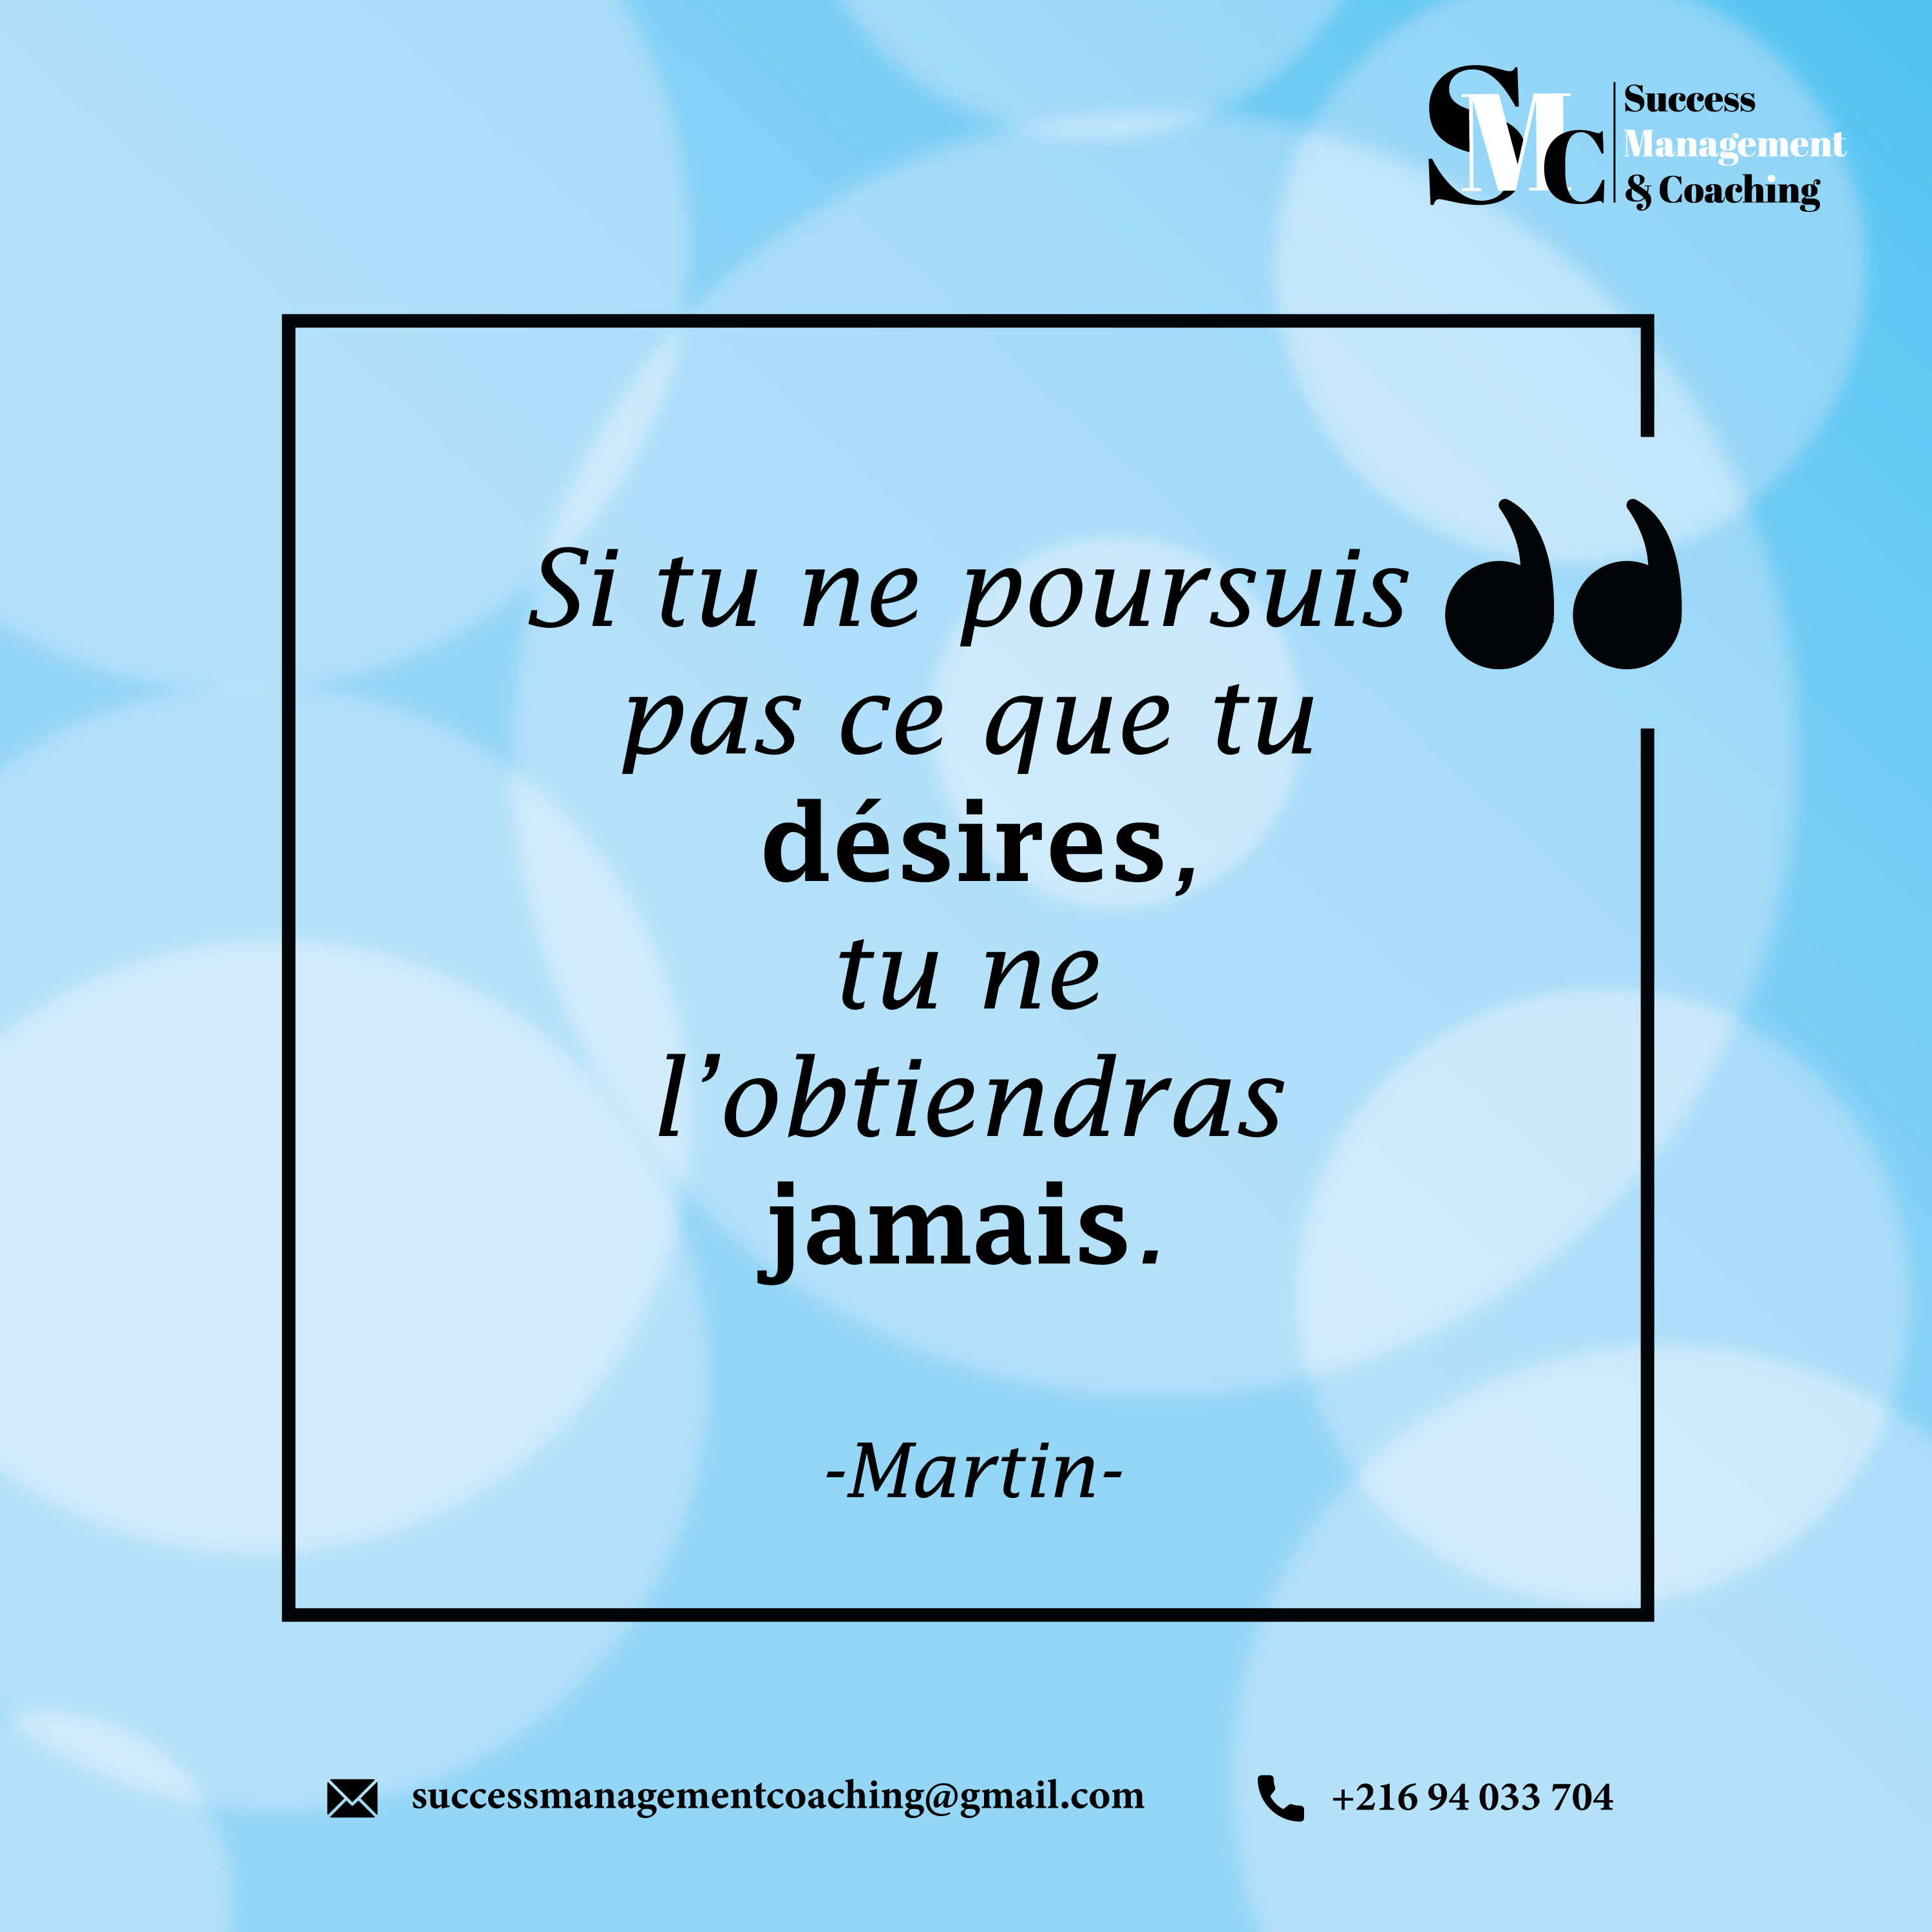 SMC
Success
Management
& Coaching
“
Si tu ne poursuis
pas ce que tu
désires,
tu ne
l’obtiendras
jamais.
-Martin-
successmanagementcoaching@gmail.com
+216 94 033 704